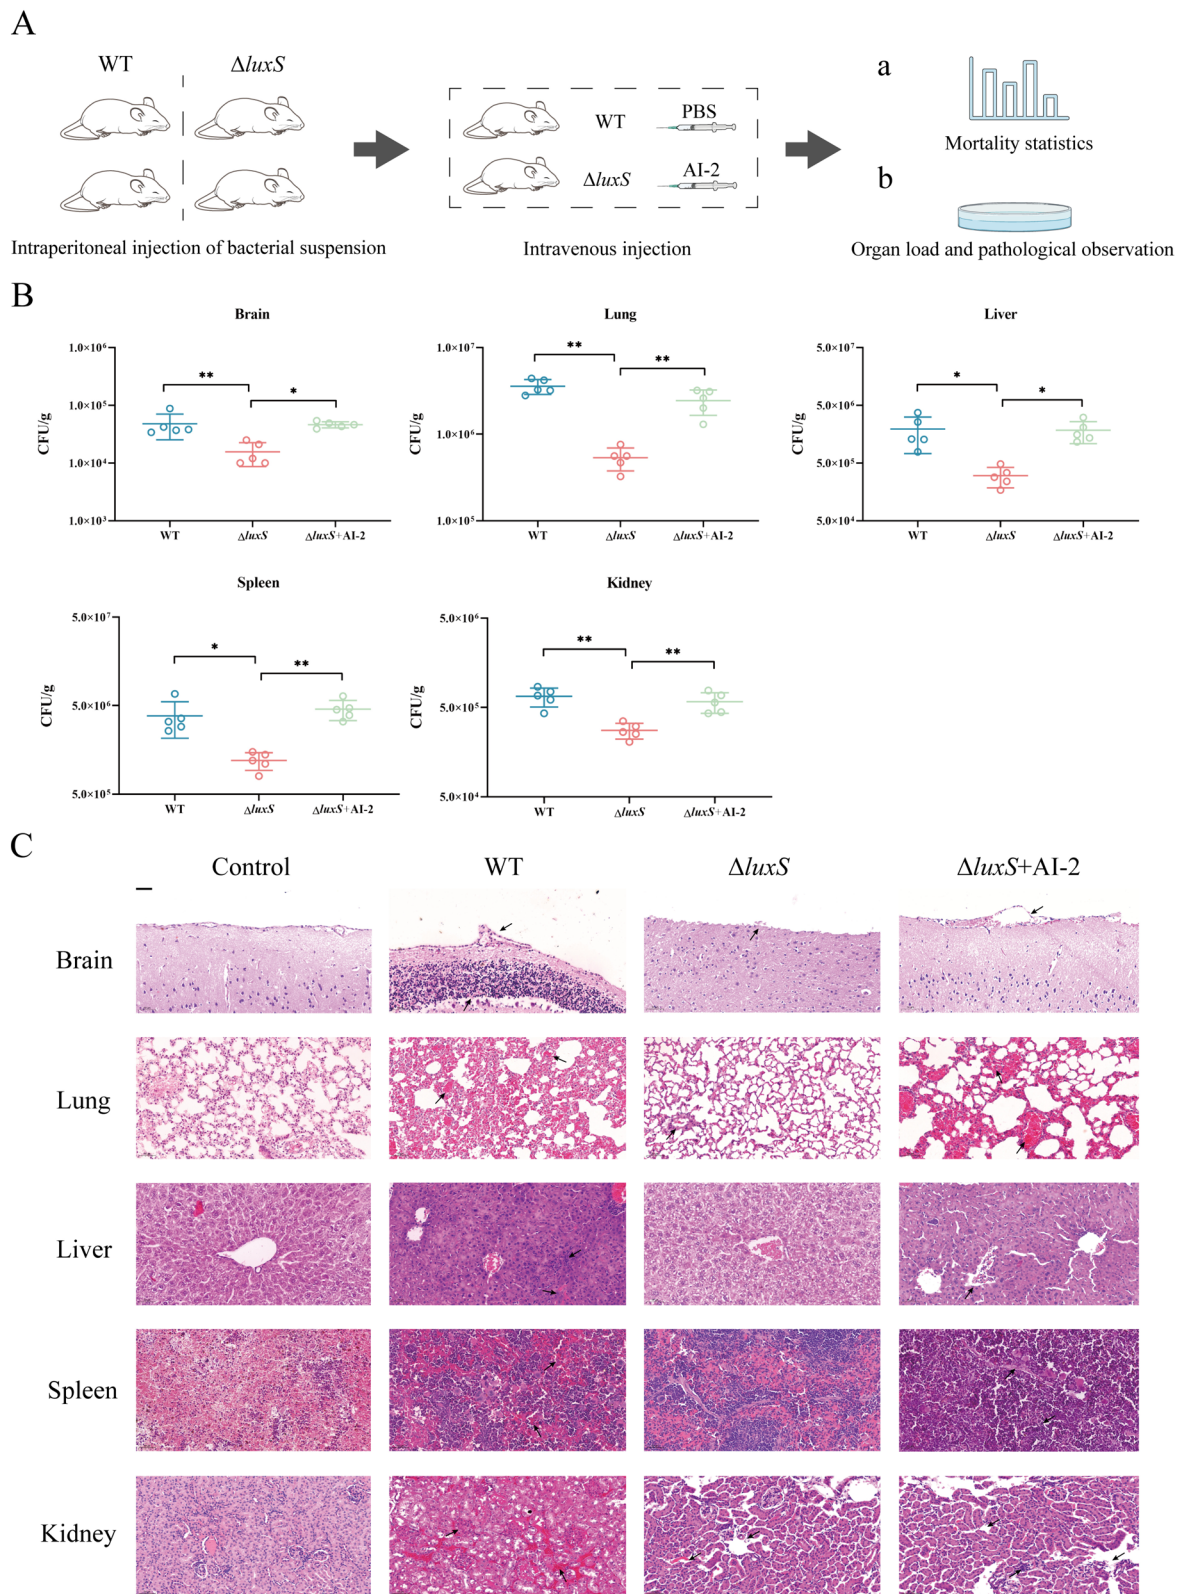 A
WT
ΔluxS
Intraperitoneal injection of bacterial suspension
WT PBS
ΔluxS AI-2
Intravenous injection
a
Mortality statistics
b
Organ load and pathological observation
B
Brain
CFU/g
1.0×10⁶
1.0×10⁵
1.0×10⁴
1.0×10³
** *
WT ΔluxS ΔluxS+AI-2
Lung
CFU/g
1.0×10⁷
1.0×10⁶
1.0×10⁵
** **
WT ΔluxS ΔluxS+AI-2
Liver
CFU/g
5.0×10⁷
5.0×10⁶
5.0×10⁵
5.0×10⁴
* *
WT ΔluxS ΔluxS+AI-2
Spleen
CFU/g
5.0×10⁷
5.0×10⁶
5.0×10⁵
* **
WT ΔluxS ΔluxS+AI-2
Kidney
CFU/g
5.0×10⁶
5.0×10⁵
5.0×10⁴
** **
WT ΔluxS ΔluxS+AI-2
C
Control WT ΔluxS ΔluxS+AI-2
Brain
Lung
Liver
Spleen
Kidney